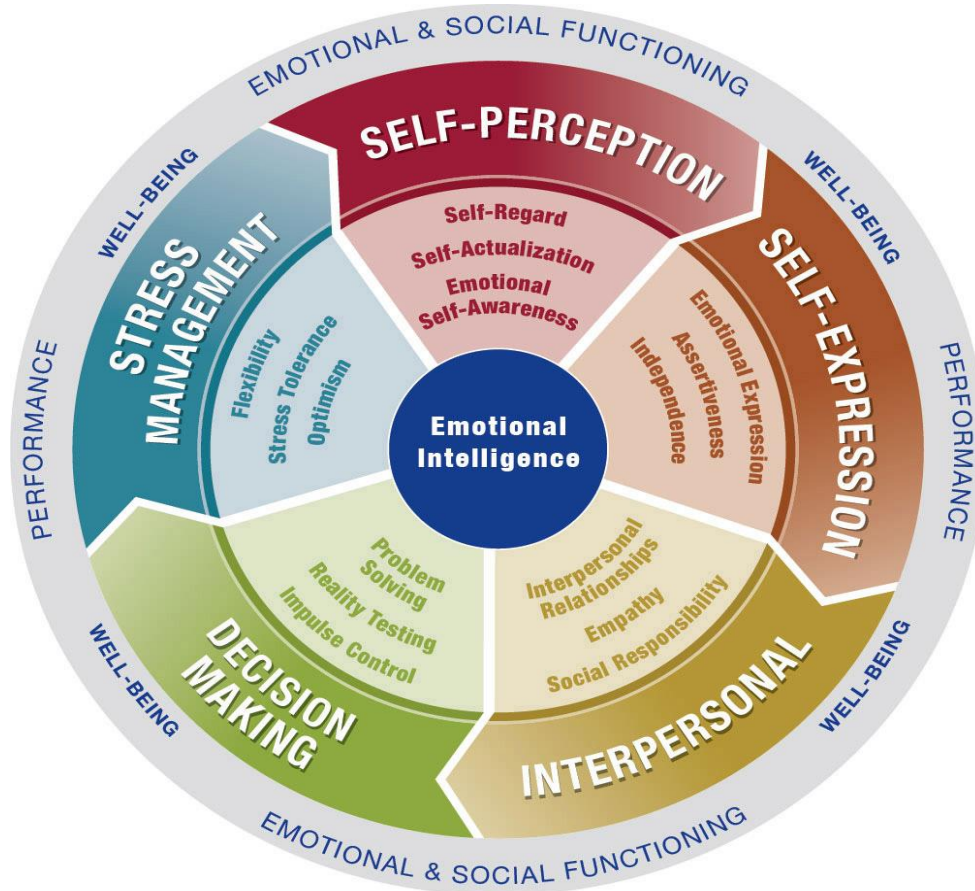 EMOTIONAL & SOCIAL FUNCTIONING
WELL-BEING
WELL-BEING
SELF-PERCEPTION
Self-Regard
Self-Actualization
Emotional
Self-Awareness
STRESS
MANAGEMENT
Flexibility
Stress Tolerance
Optimism
SELF-EXPRESSION
Emotional Expression
Assertiveness
Independence
PERFORMANCE
PERFORMANCE
Emotional
Intelligence
Problem
Solving
Reality Testing
Impulse Control
DECISION
MAKING
Interpersonal
Relationships
Empathy
Social Responsibility
INTERPERSONAL
WELL-BEING
WELL-BEING
EMOTIONAL & SOCIAL FUNCTIONING